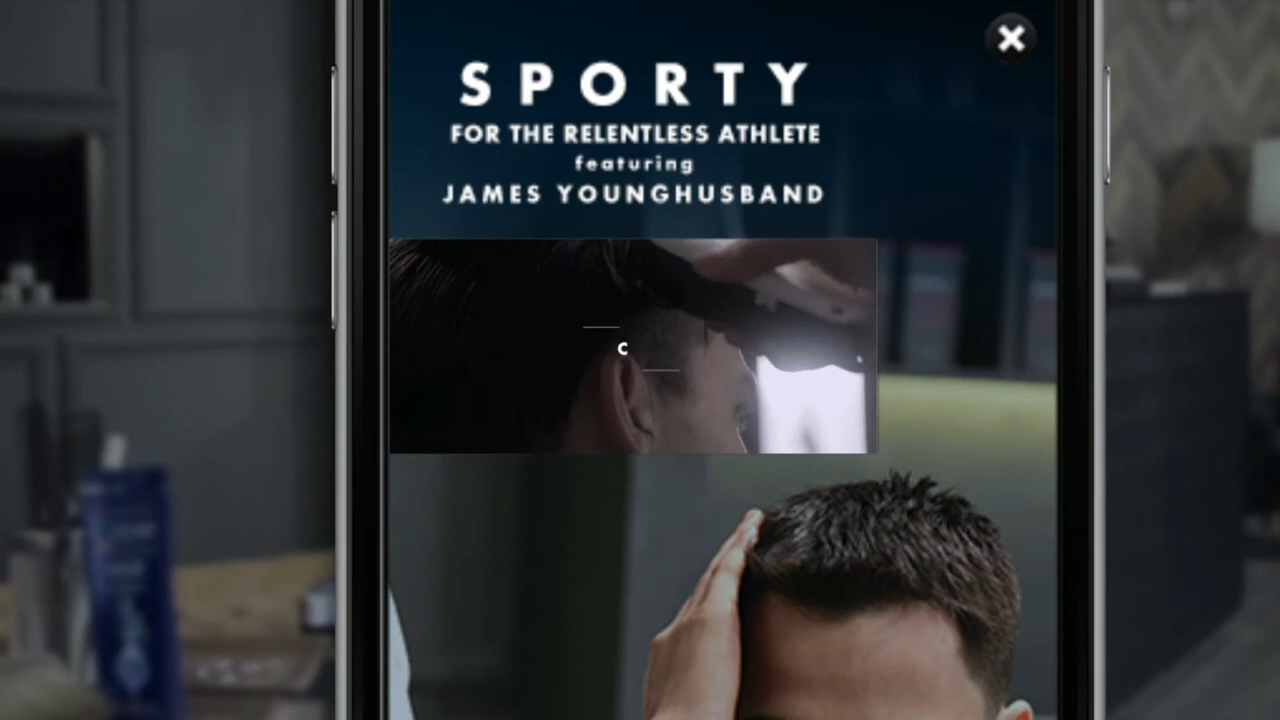 SPORTY
FOR THE RELENTLESS ATHLETE
featuring
JAMES YOUNGHUSBAND
C